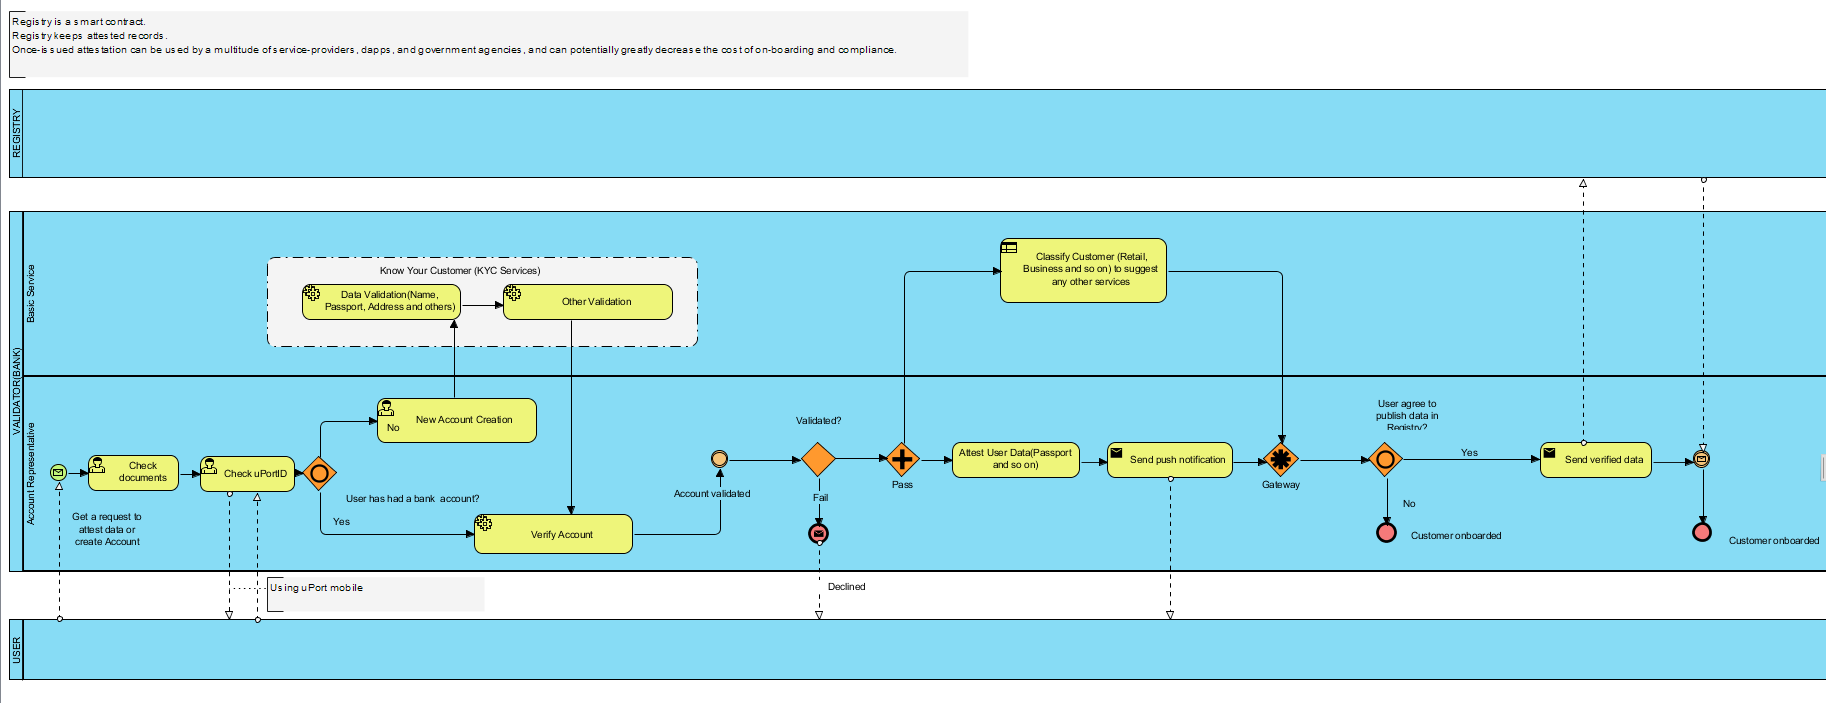 Registry is a smart contract.
Registry keeps attested records.
Once-issued attestation can be used by a multitude of service-providers, dapps, and government agencies, and can potentially greatly decrease the cost of on-boarding and compliance.
REGISTRY
VALIDATOR(BANK)
Basic Service
Know Your Customer (KYC Services)
Data Validation(Name,
Passport, Address and others)
Other Validation
Classify Customer (Retail,
Business and so on) to suggest
any other services
Account Representative
Get a request to
attest data or
create Account
Check
documents
Check uPortID
User has had a bank account?
No
New Account Creation
Yes
Verify Account
Account validated
Validated?
Fail
Declined
Pass
Attest User Data(Passport
and so on)
Send push notification
Gateway
User agree to
publish data in
Registry?
Yes
No
Customer onboarded
Send verified data
Customer onboarded
Using uPort mobile
USER